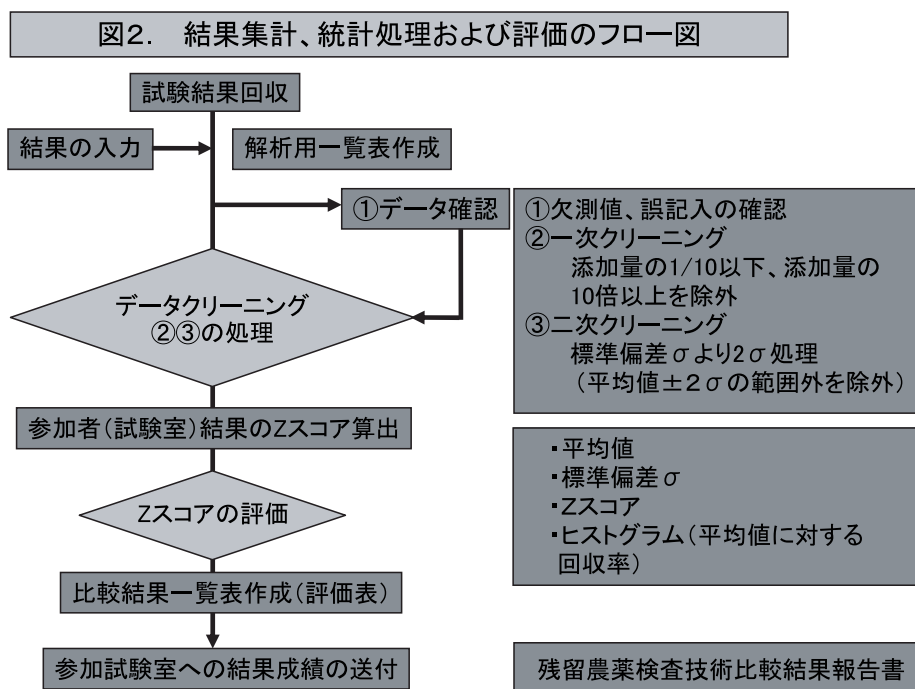 図2． 結果集計、統計処理および評価のフロー図
試験結果回収
結果の入力
解析用一覧表作成
①データ確認
データクリーニング
②③の処理
①欠測値、誤記入の確認
②一次クリーニング
添加量の1/10以下、添加量の
10倍以上を除外
③二次クリーニング
標準偏差σより2σ処理
（平均値±２σの範囲外を除外）
参加者（試験室）結果のZスコア算出
Zスコアの評価
・平均値
・標準偏差σ
・Zスコア
・ヒストグラム（平均値に対する
回収率）
比較結果一覧表作成（評価表）
参加試験室への結果成績の送付
残留農薬検査技術比較結果報告書